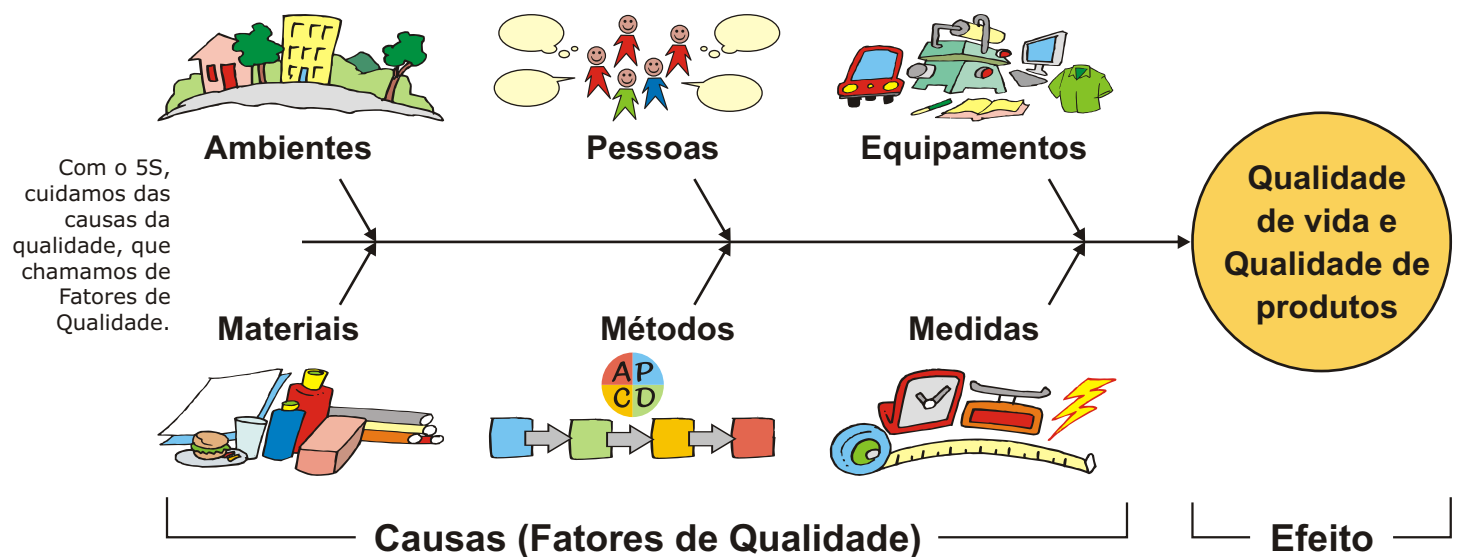 Ambientes
Pessoas
Equipamentos
Com o 5S,
cuidamos das
causas da
qualidade, que
chamamos de
Fatores de
Qualidade.
Qualidade
de vida e
Qualidade de
produtos
Materiais
Métodos
Medidas
A P
C D
Causas (Fatores de Qualidade)
Efeito